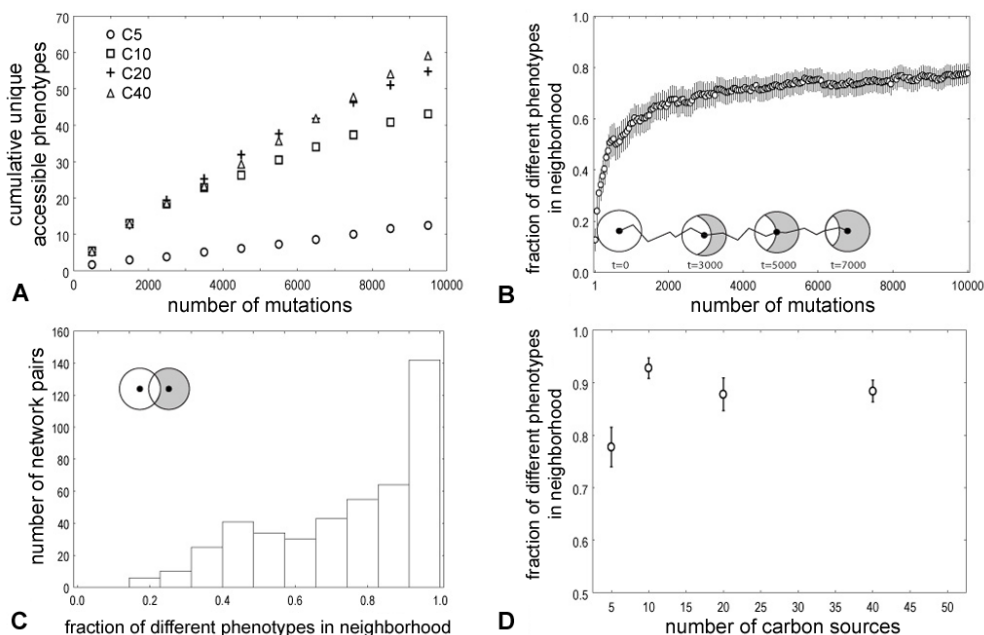 cumulative unique
accessible phenotypes
70
60
50
40
30
20
10
0
C5
C10
C20
C40
0 2000 4000 6000 8000 10000
number of mutations
A
fraction of different phenotypes
in neighborhood
1.0
0.8
0.6
0.4
0.2
0.0
t=0 t=3000 t=5000 t=7000
1 2000 4000 6000 8000 10000
number of mutations
B
number of network pairs
160
140
120
100
80
60
40
20
0
0.0 0.2 0.4 0.6 0.8 1.0
fraction of different phenotypes in neighborhood
C
fraction of different phenotypes
in neighborhood
1.0
0.9
0.8
0.7
0.6
0.5
5 10 15 20 25 30 35 40 45 50
number of carbon sources
D